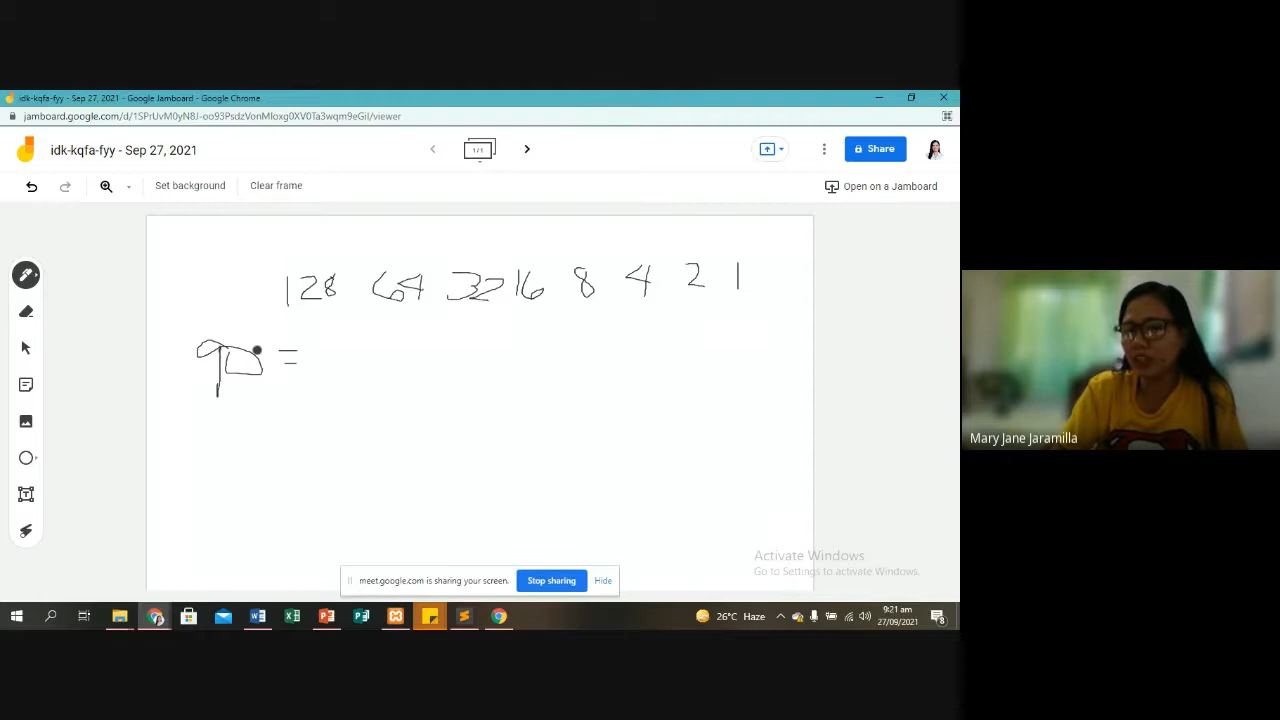 idk-kqfa-fyy - Sep 27, 2021 - Google Jamboard - Google Chrome
jamboard.google.com/d/1SPrUvM0yN8J-oo93PsdzVonMloxg0XV0Ta3wqm9eGiI/viewer
idk-kqfa-fyy - Sep 27, 2021
1/1
Share
Set background
Clear frame
Open on a Jamboard
128 64 32 16 8 4 2 1
90 =
Mary Jane Jaramilla
Activate Windows
Go to Settings to activate Windows.
meet.google.com is sharing your screen.
Stop sharing
Hide
26°C Haze
9:21 am
27/09/2021
8